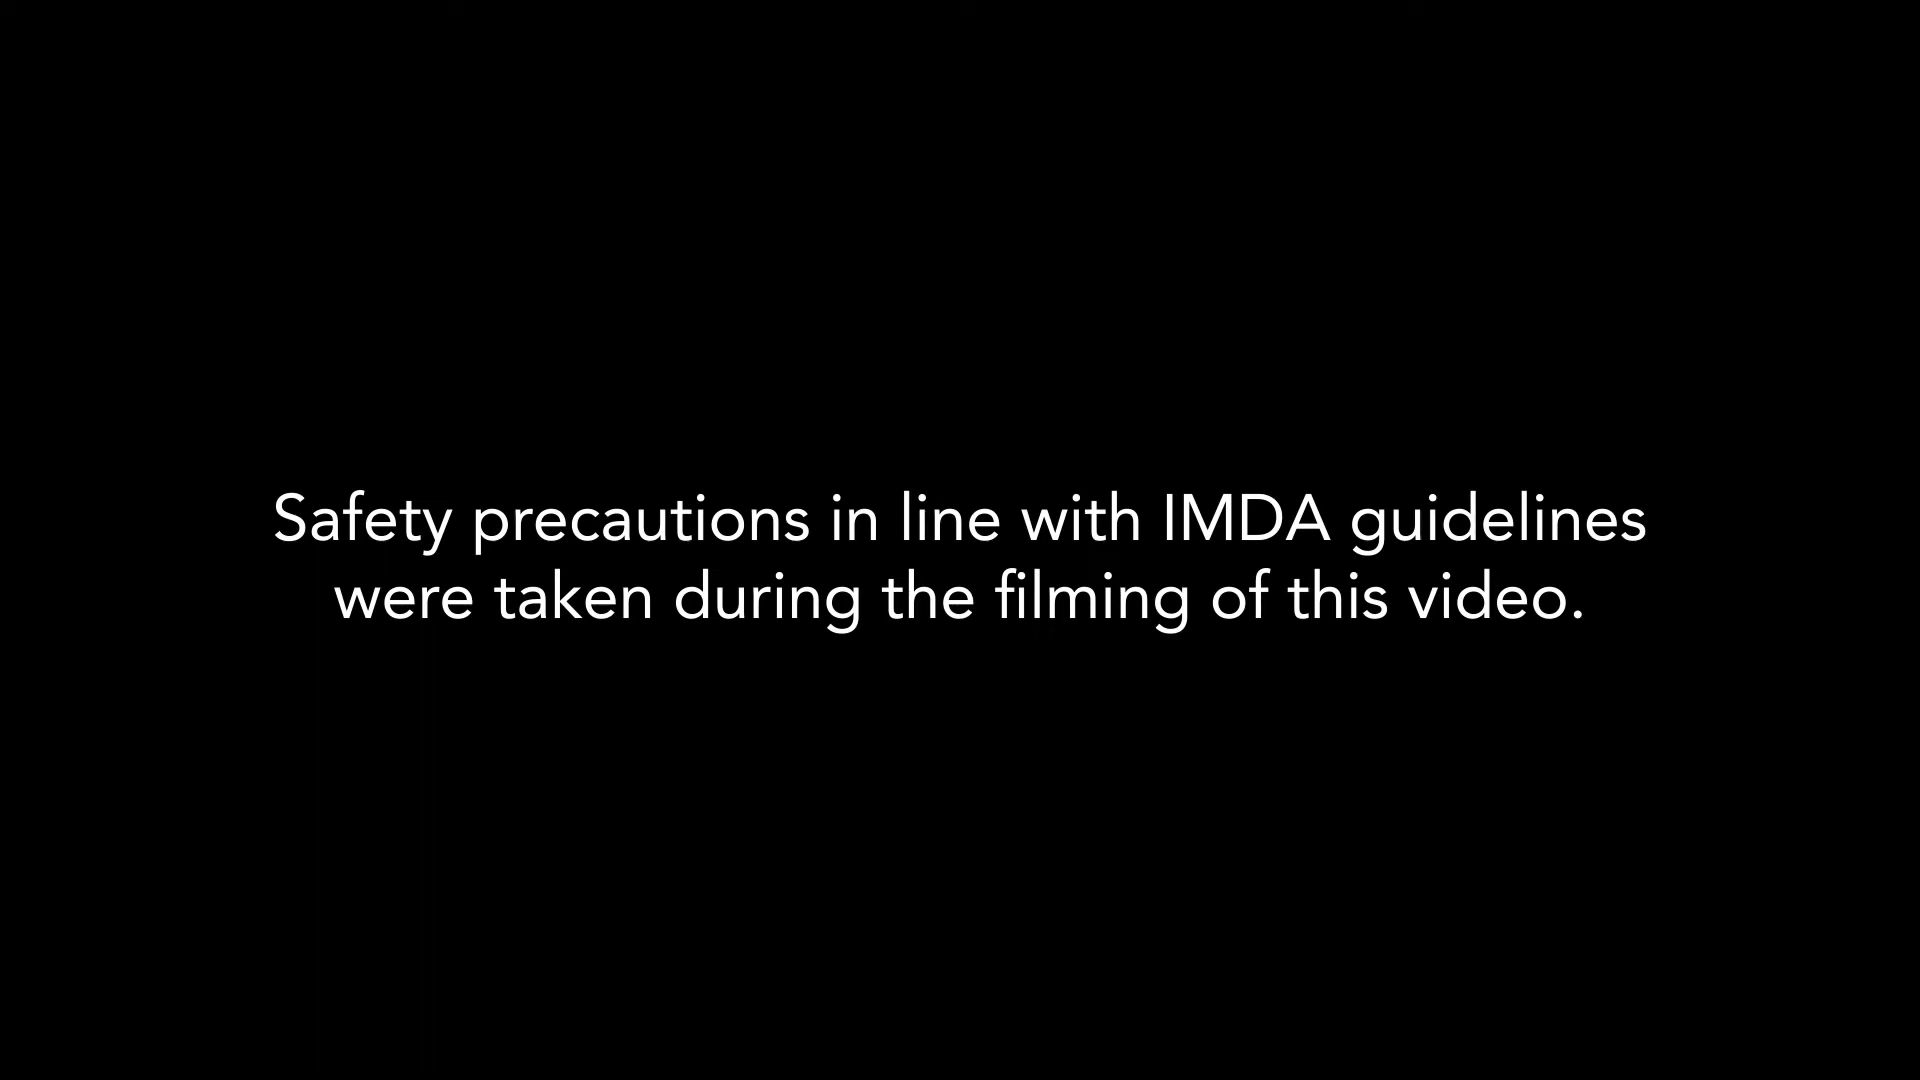 Safety precautions in line with IMDA guidelines
were taken during the filming of this video.